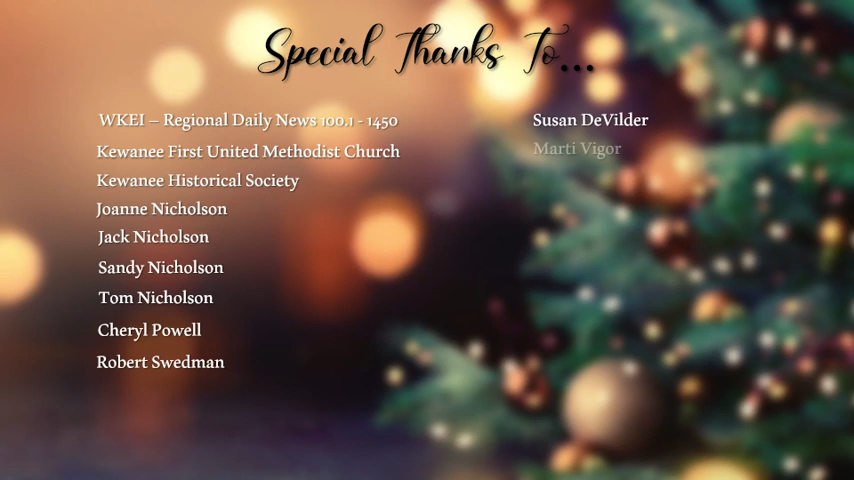 Special Thanks To...
WKEI – Regional Daily News 100.1 - 1450
Kewanee First United Methodist Church
Kewanee Historical Society
Joanne Nicholson
Jack Nicholson
Sandy Nicholson
Tom Nicholson
Cheryl Powell
Robert Swedman
Susan DeVilder
Marti Vigor